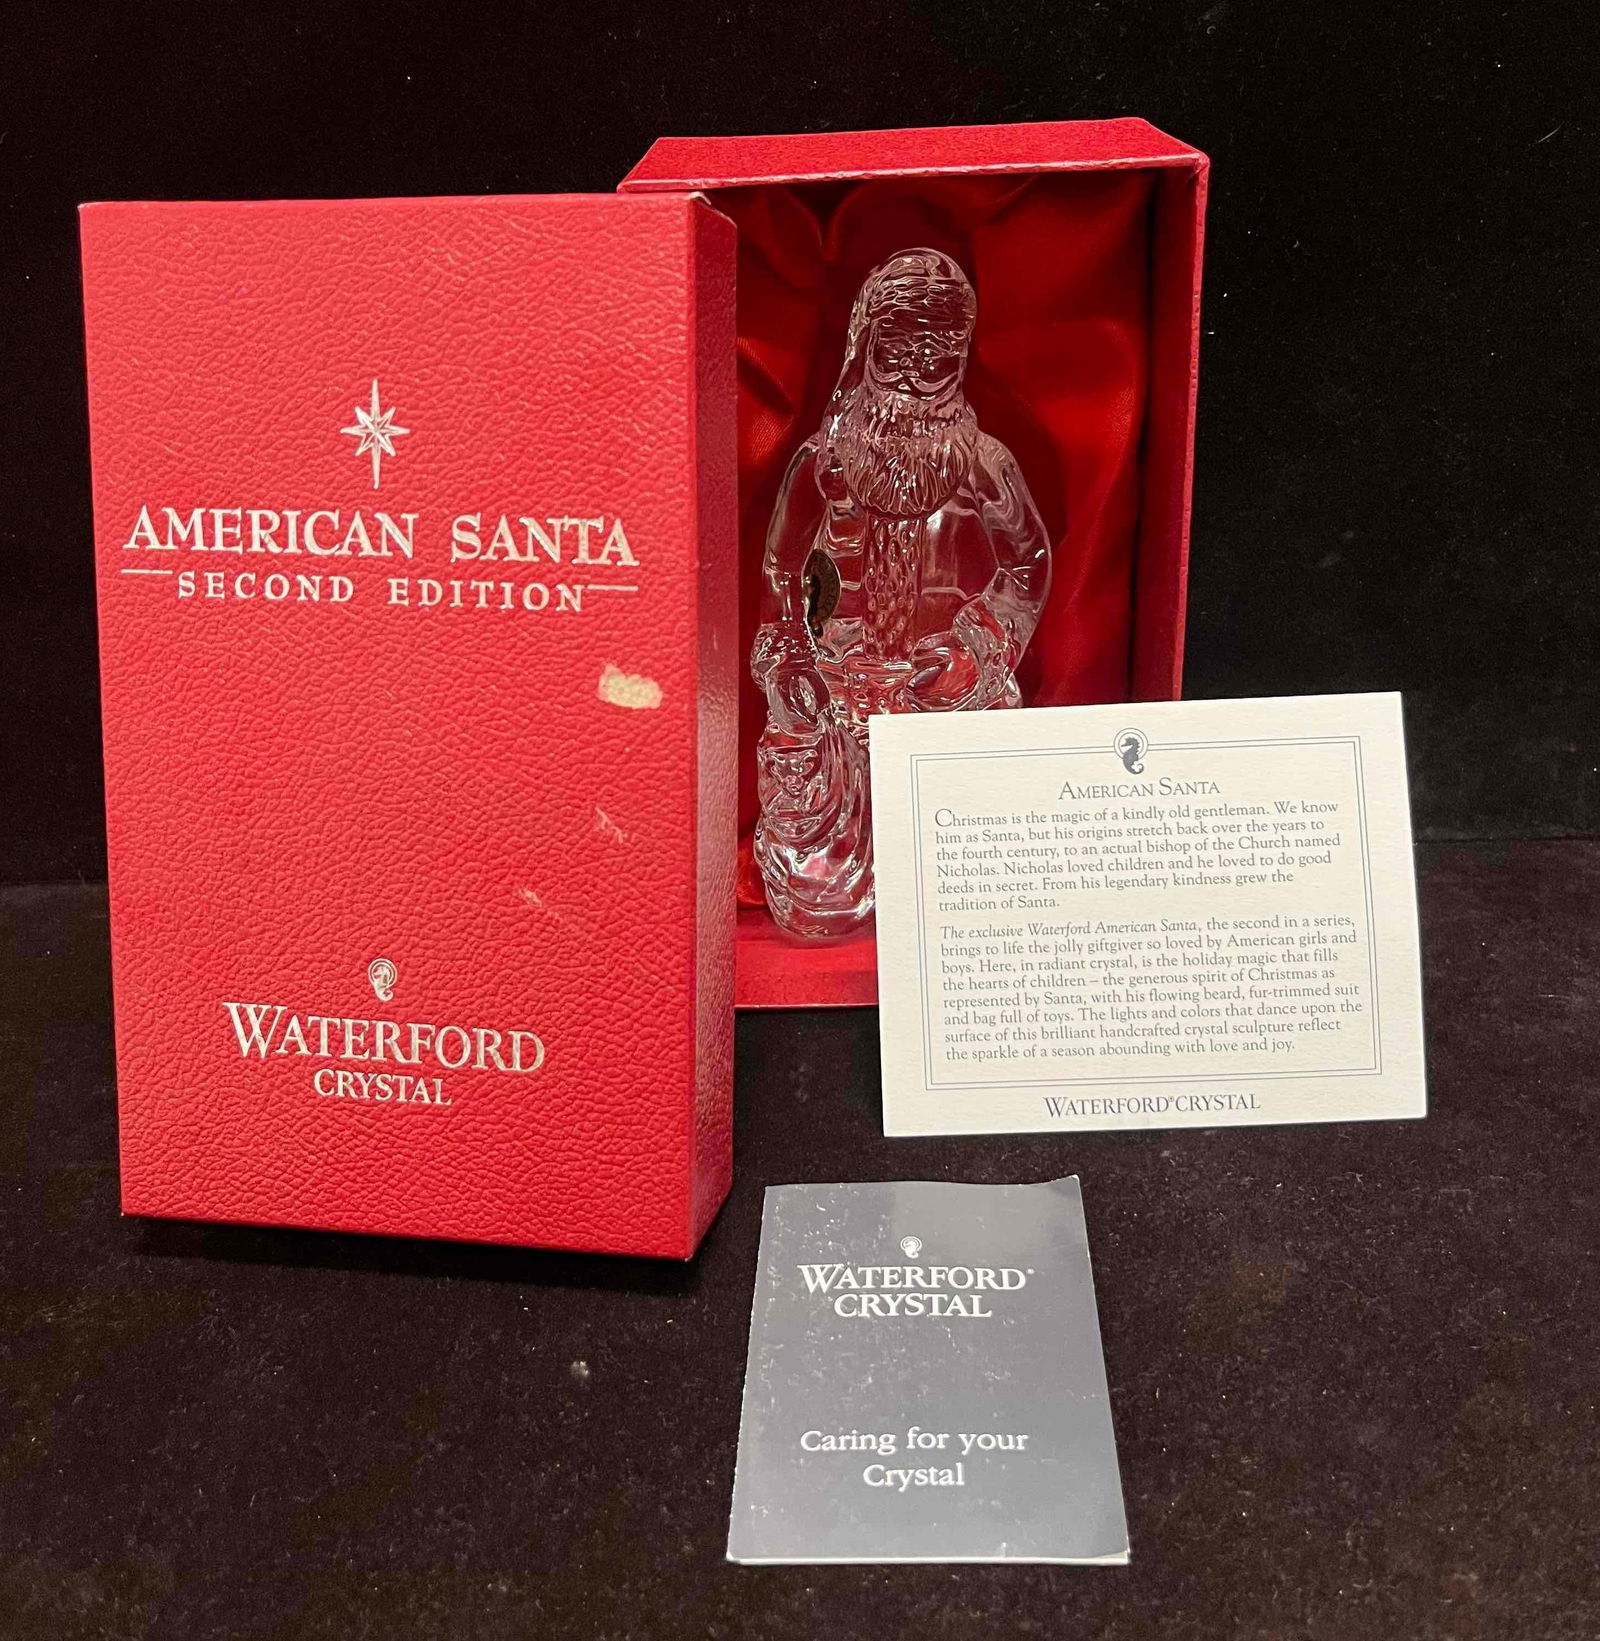 AMERICAN SANTA
SECOND EDITION
WATERFORD
CRYSTAL
AMERICAN SANTA
Christmas is the magic of a kindly old gentleman. We know
him as Santa, but his origins stretch back over the years to
the fourth century, to an actual bishop of the Church named
Nicholas. Nicholas loved children and he loved to do good
deeds in secret. From his legendary kindness grew the
tradition of Santa.
The exclusive Waterford American Santa, the second in a series,
brings to life the jolly giftgiver so loved by American girls and
boys. Here, in radiant crystal, is the holiday magic that fills
the hearts of children – the generous spirit of Christmas as
represented by Santa, with his flowing beard, fur-trimmed suit
and bag full of toys. The lights and colors that dance upon the
surface of this brilliant handcrafted crystal sculpture reflect
the sparkle of a season abounding with love and joy.
WATERFORD® CRYSTAL
WATERFORD®
CRYSTAL
Caring for your
Crystal